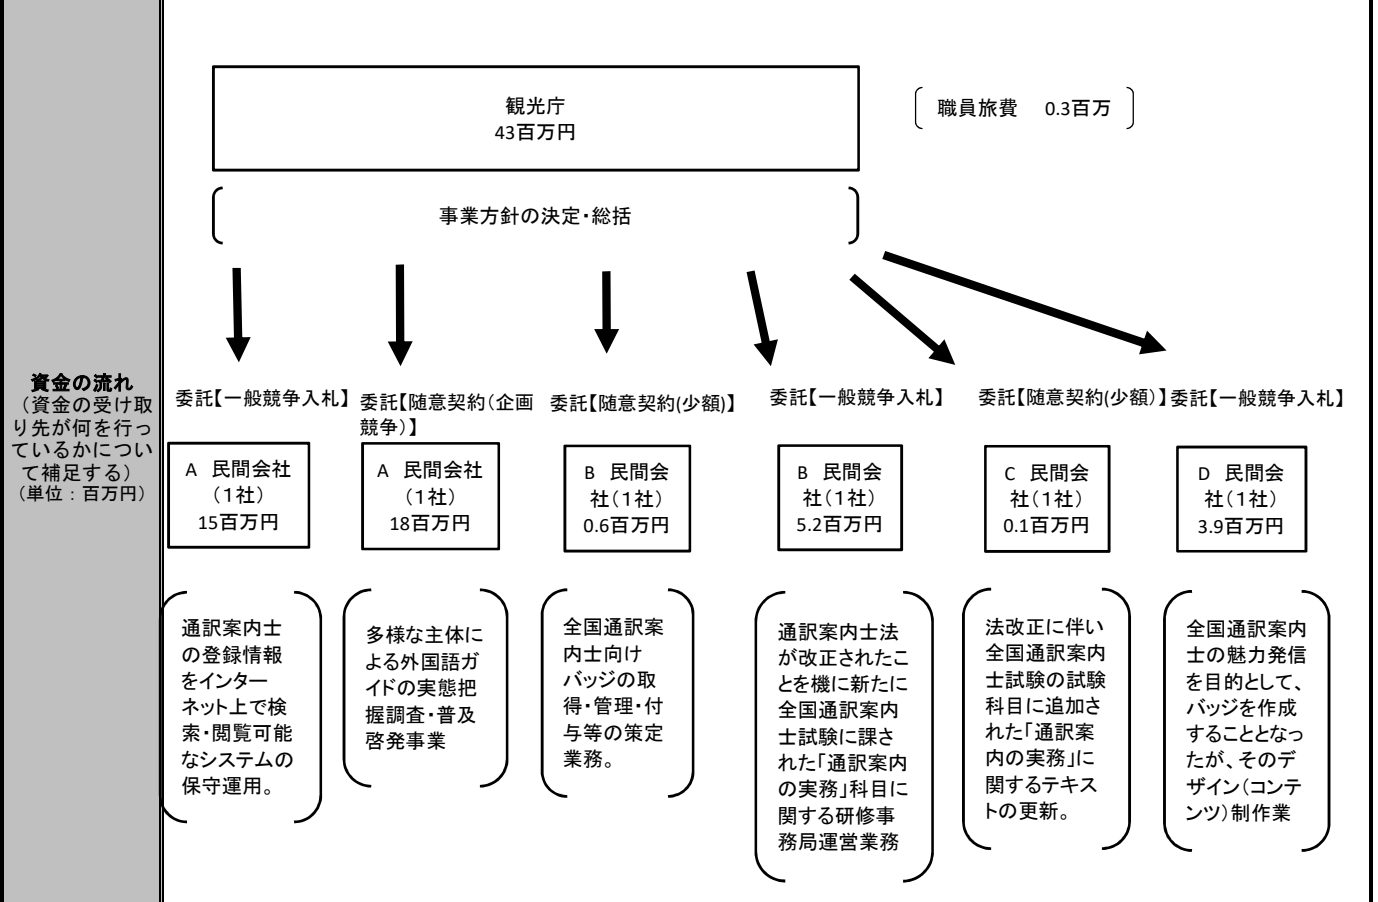 資金の流れ
（資金の受け取
り先が何を行っ
ているかについ
て補足する）
（単位：百万円）
観光庁
43百万円
職員旅費　0.3百万
事業方針の決定・総括
委託【一般競争入札】
委託【随意契約（企画
競争）】
委託【随意契約(少額)】
委託【一般競争入札】
委託【随意契約(少額)】
委託【一般競争入札】
A　民間会社
（１社）
15百万円
A　民間会社
（１社）
18百万円
B　民間会
社（１社）
0.6百万円
B　民間会
社（１社）
5.2百万円
C　民間会
社（１社）
0.1百万円
D　民間会
社（１社）
3.9百万円
通訳案内士
の登録情報
をインター
ネット上で検
索・閲覧可能
なシステムの
保守運用。
多様な主体に
よる外国語ガ
イドの実態把
握調査・普及
啓発事業
全国通訳案
内士向け
バッジの取
得・管理・付
与等の策定
業務。
通訳案内士法
が改正されたこ
とを機に新たに
全国通訳案内
士試験に課さ
れた「通訳案内
の実務」科目に
関する研修事
務局運営業務
法改正に伴い
全国通訳案内
士試験の試験
科目に追加さ
れた「通訳案
内の実務」に
関するテキス
トの更新。
全国通訳案内
士の魅力発信
を目的として、
バッジを作成
することとなっ
たが、そのデ
ザイン（コンテ
ンツ）制作業